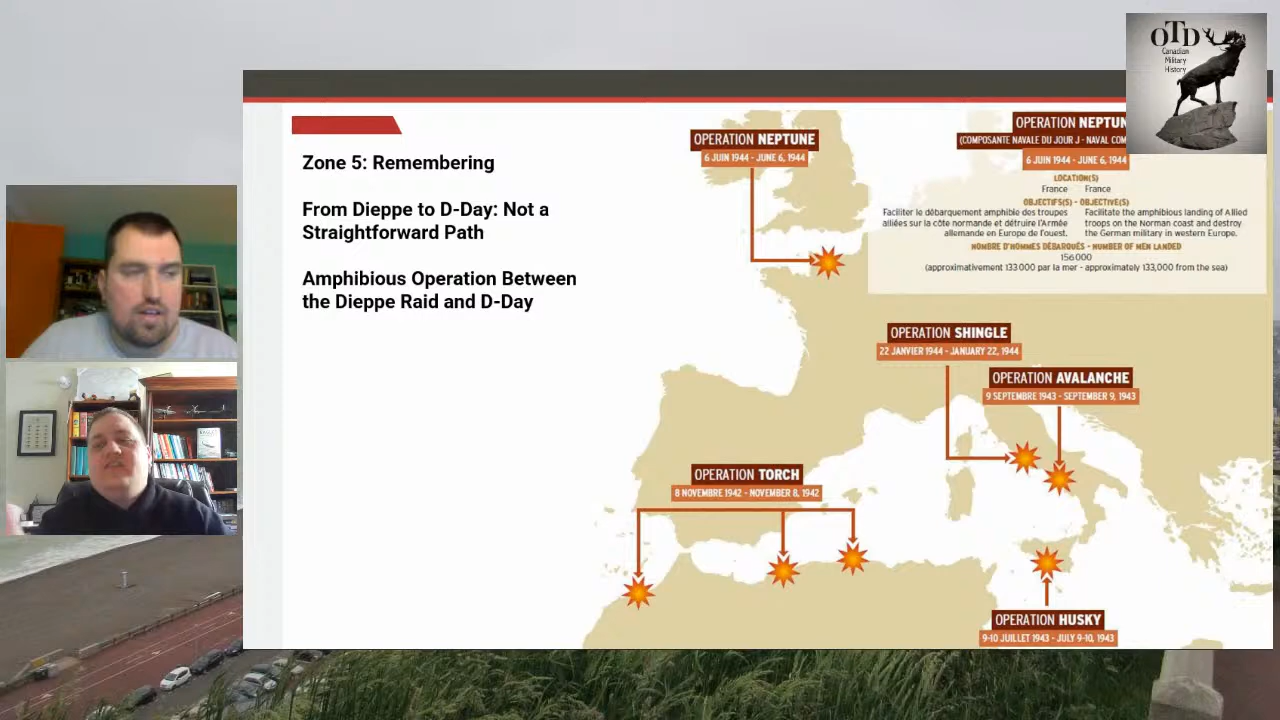 OTD
Canadian
Military
History
Zone 5: Remembering
From Dieppe to D-Day: Not a
Straightforward Path
Amphibious Operation Between
the Dieppe Raid and D-Day
OPERATION NEPTUNE
6 JUIN 1944 - JUNE 6, 1944
OPERATION NEPTUN
(COMPOSANTE NAVALE DU JOUR J - NAVAL COM
6 JUIN 1944 - JUNE 6, 1944
LOCATION(S)
France France
OBJECTIFS(S) - OBJECTIVE(S)
Faciliter le débarquement amphibie des troupes
alliées sur la côte normande et détruire l'Armée
allemande en Europe de l'ouest.
Facilitate the amphibious landing of Allied
troops on the Norman coast and destroy
the German military in western Europe.
NOMBRE D'HOMMES DÉBARQUÉS - NUMBER OF MEN LANDED
156 000
(approximativement 133 000 par la mer - approximately 133,000 from the sea)
OPERATION SHINGLE
22 JANVIER 1944 - JANUARY 22, 1944
OPERATION AVALANCHE
9 SEPTEMBRE 1943 - SEPTEMBER 9, 1943
OPERATION TORCH
8 NOVEMBRE 1942 - NOVEMBER 8, 1942
OPERATION HUSKY
9-10 JUILLET 1943 - JULY 9-10, 1943